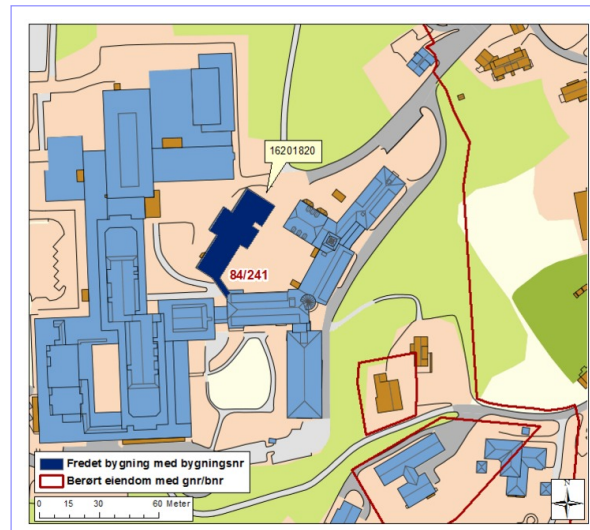 16201820
84/241
Fredet bygning med bygningsnr
Berørt eiendom med gnr/bnr
0 15 30 60 Meter
N